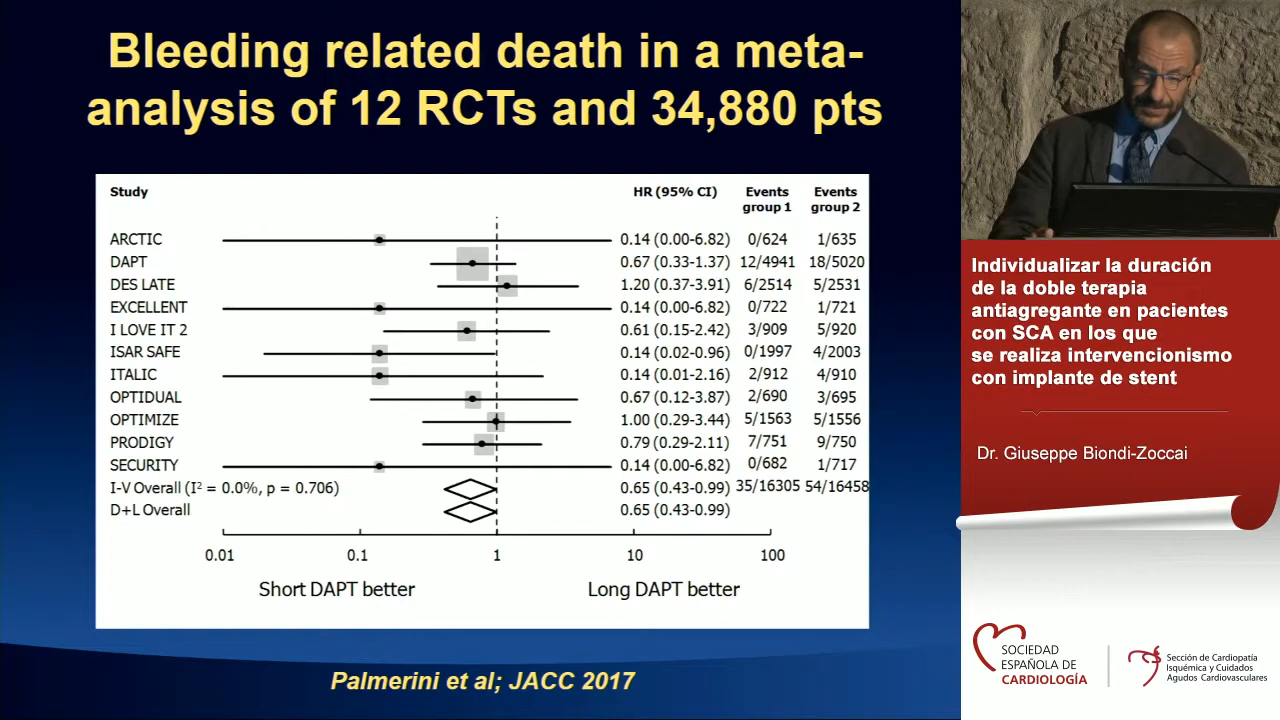 Bleeding related death in a meta-
analysis of 12 RCTs and 34,880 pts
Study HR (95% CI) Events group 1 Events group 2
ARCTIC 0.14 (0.00-6.82) 0/624 1/635
DAPT 0.67 (0.33-1.37) 12/4941 18/5020
DES LATE 1.20 (0.37-3.91) 6/2514 5/2531
EXCELLENT 0.14 (0.00-6.82) 0/722 1/721
I LOVE IT 2 0.61 (0.15-2.42) 3/909 5/920
ISAR SAFE 0.14 (0.02-0.96) 0/1997 4/2003
ITALIC 0.14 (0.01-2.16) 2/912 4/910
OPTIDUAL 0.67 (0.12-3.87) 2/690 3/695
OPTIMIZE 1.00 (0.29-3.44) 5/1563 5/1556
PRODIGY 0.79 (0.29-2.11) 7/751 9/750
SECURITY 0.14 (0.00-6.82) 0/682 1/717
I-V Overall (I² = 0.0%, p = 0.706) 0.65 (0.43-0.99) 35/16305 54/16458
D+L Overall 0.65 (0.43-0.99)
0.01 0.1 1 10 100
Short DAPT better Long DAPT better
Palmerini et al; JACC 2017
Individualizar la duración
de la doble terapia
antiagregante en pacientes
con SCA en los que
se realiza intervencionismo
con implante de stent
Dr. Giuseppe Biondi-Zoccai
SOCIEDAD
ESPAÑOLA DE
CARDIOLOGÍA
Sección de Cardiopatía
Isquémica y Cuidados
Agudos Cardiovasculares